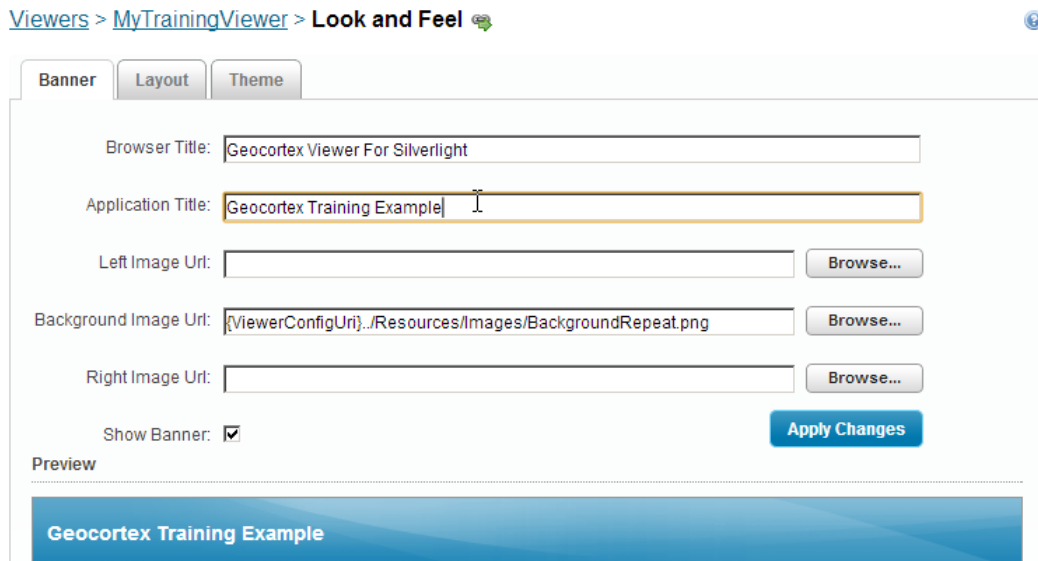 Viewers > MyTrainingViewer > Look and Feel
Banner Layout Theme
Browser Title: Geocortex Viewer For Silverlight
Application Title: Geocortex Training Example
Left Image Url: Browse...
Background Image Url: {ViewerConfigUri}../Resources/Images/BackgroundRepeat.png Browse...
Right Image Url: Browse...
Show Banner: Apply Changes
Preview
Geocortex Training Example